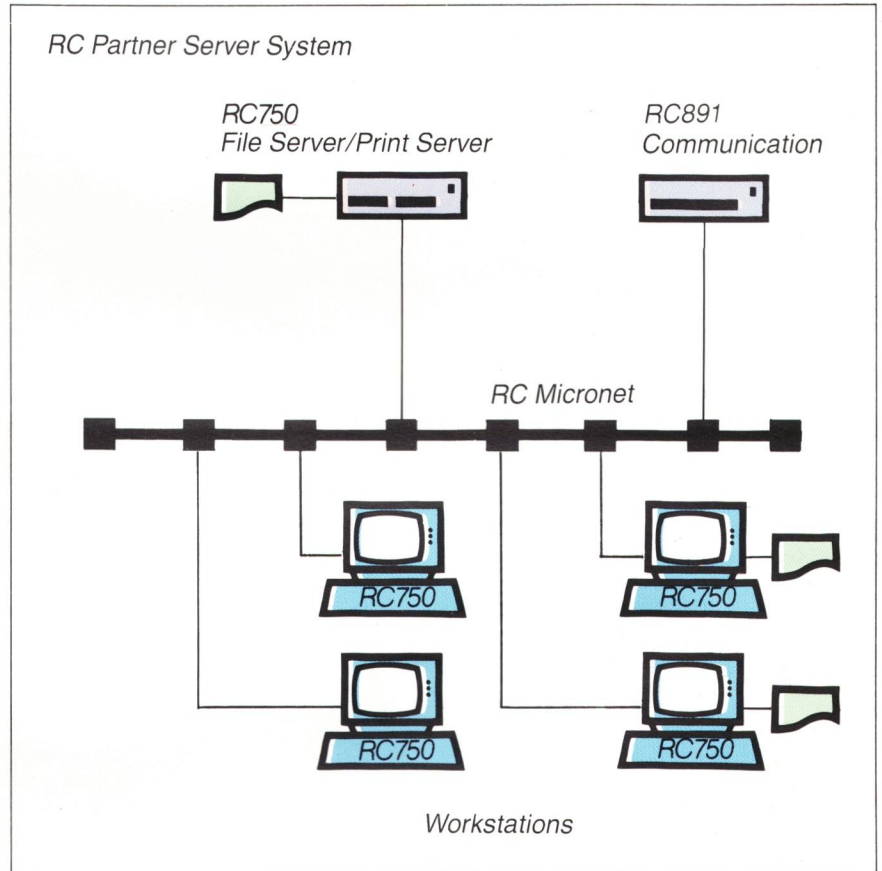 RC Partner Server System
RC750
File Server/Print Server
RC891
Communication
RC Micronet
RC750
RC750
RC750
RC750
Workstations